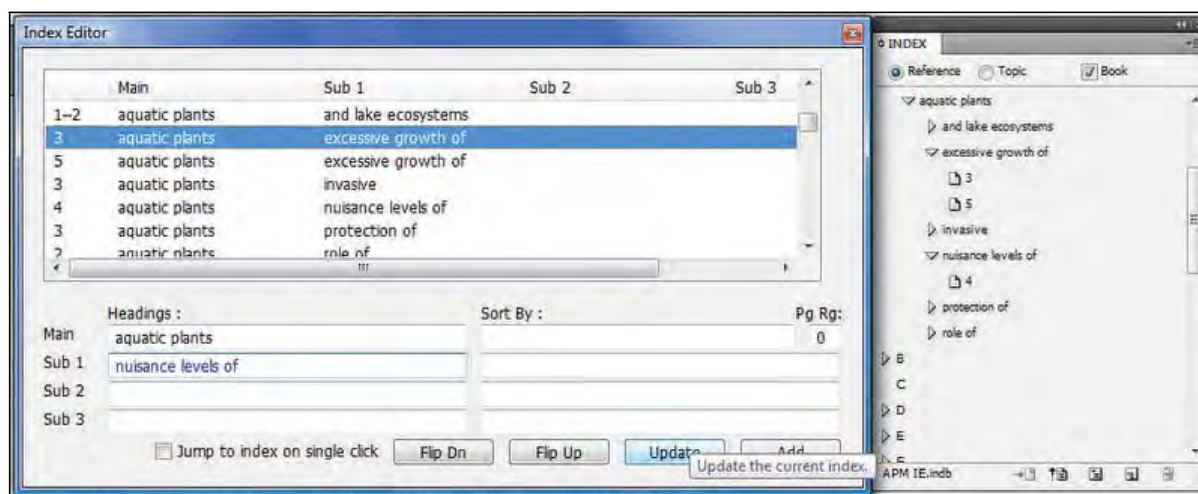 Index Editor
Main Sub 1 Sub 2 Sub 3
1–2 aquatic plants and lake ecosystems
3 aquatic plants excessive growth of
5 aquatic plants excessive growth of
3 aquatic plants invasive
4 aquatic plants nuisance levels of
3 aquatic plants protection of
2 aquatic plants role of
Headings : Sort By : Pg Rg:
Main aquatic plants 0
Sub 1 nuisance levels of
Sub 2
Sub 3
Jump to index on single click Flip Dn Flip Up Update Add
Update the current index.
INDEX
Reference Topic Book
aquatic plants
and lake ecosystems
excessive growth of
3
5
invasive
nuisance levels of
4
protection of
role of
B
C
D
E
F
APM IE.indb